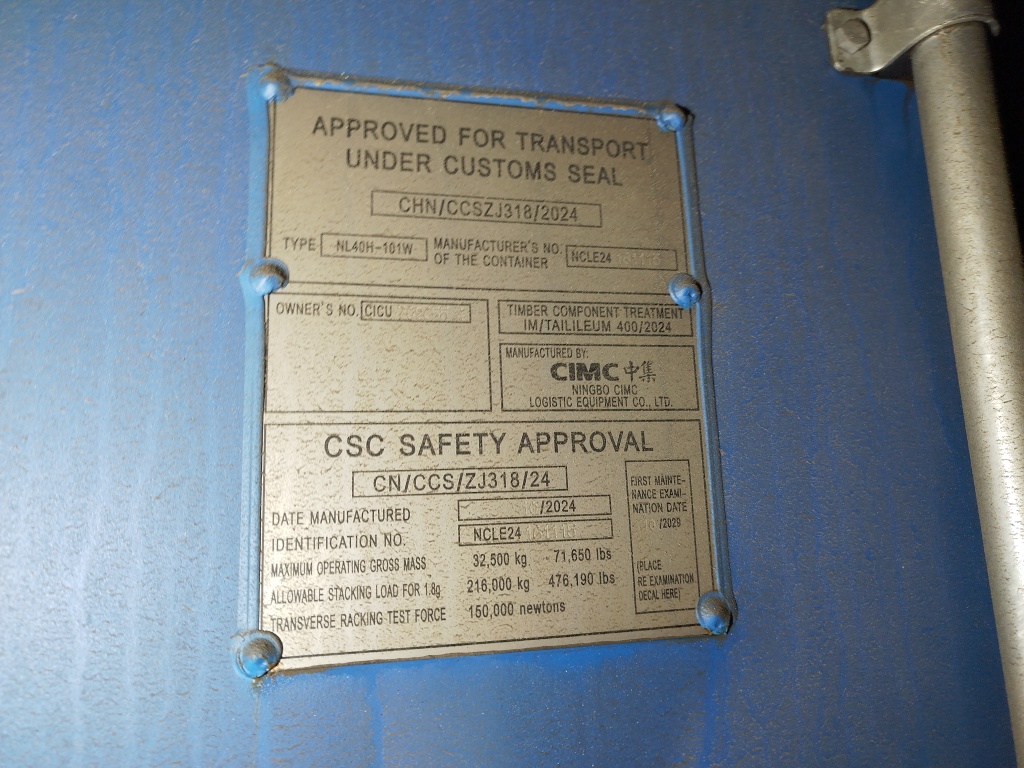 APPROVED FOR TRANSPORT
UNDER CUSTOMS SEAL
CHN/CCSZJ318/2024
TYPE NL40H-101W MANUFACTURER'S NO.
OF THE CONTAINER NCLE24
OWNER'S NO. CICU
TIMBER COMPONENT TREATMENT
IM/TAILILEUM 400/2024
MANUFACTURED BY:
CIMC 中集
NINGBO CIMC
LOGISTIC EQUIPMENT CO., LTD.
CSC SAFETY APPROVAL
CN/CCS/ZJ318/24
DATE MANUFACTURED /2024
IDENTIFICATION NO. NCLE24
MAXIMUM OPERATING GROSS MASS 32,500 kg 71,650 lbs
ALLOWABLE STACKING LOAD FOR 1.8g 216,000 kg 476,190 lbs
TRANSVERSE RACKING TEST FORCE 150,000 newtons
FIRST MAINTE-
NANCE EXAMI-
NATION DATE
/2029
(PLACE
RE EXAMINATION
DECAL HERE)